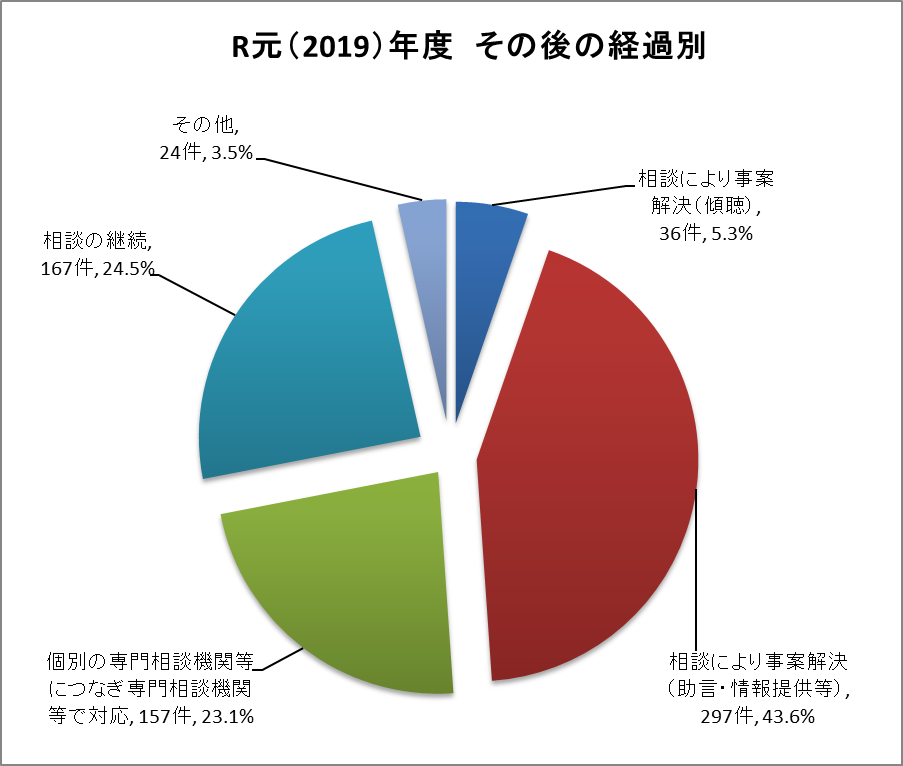 R元（2019）年度　その後の経過別
その他,
24件, 3.5%
相談により事案
解決（傾聴）,
36件, 5.3%
相談の継続,
167件, 24.5%
個別の専門相談機関等
につなぎ専門相談機関
等で対応, 157件, 23.1%
相談により事案解決
（助言・情報提供等）,
297件, 43.6%